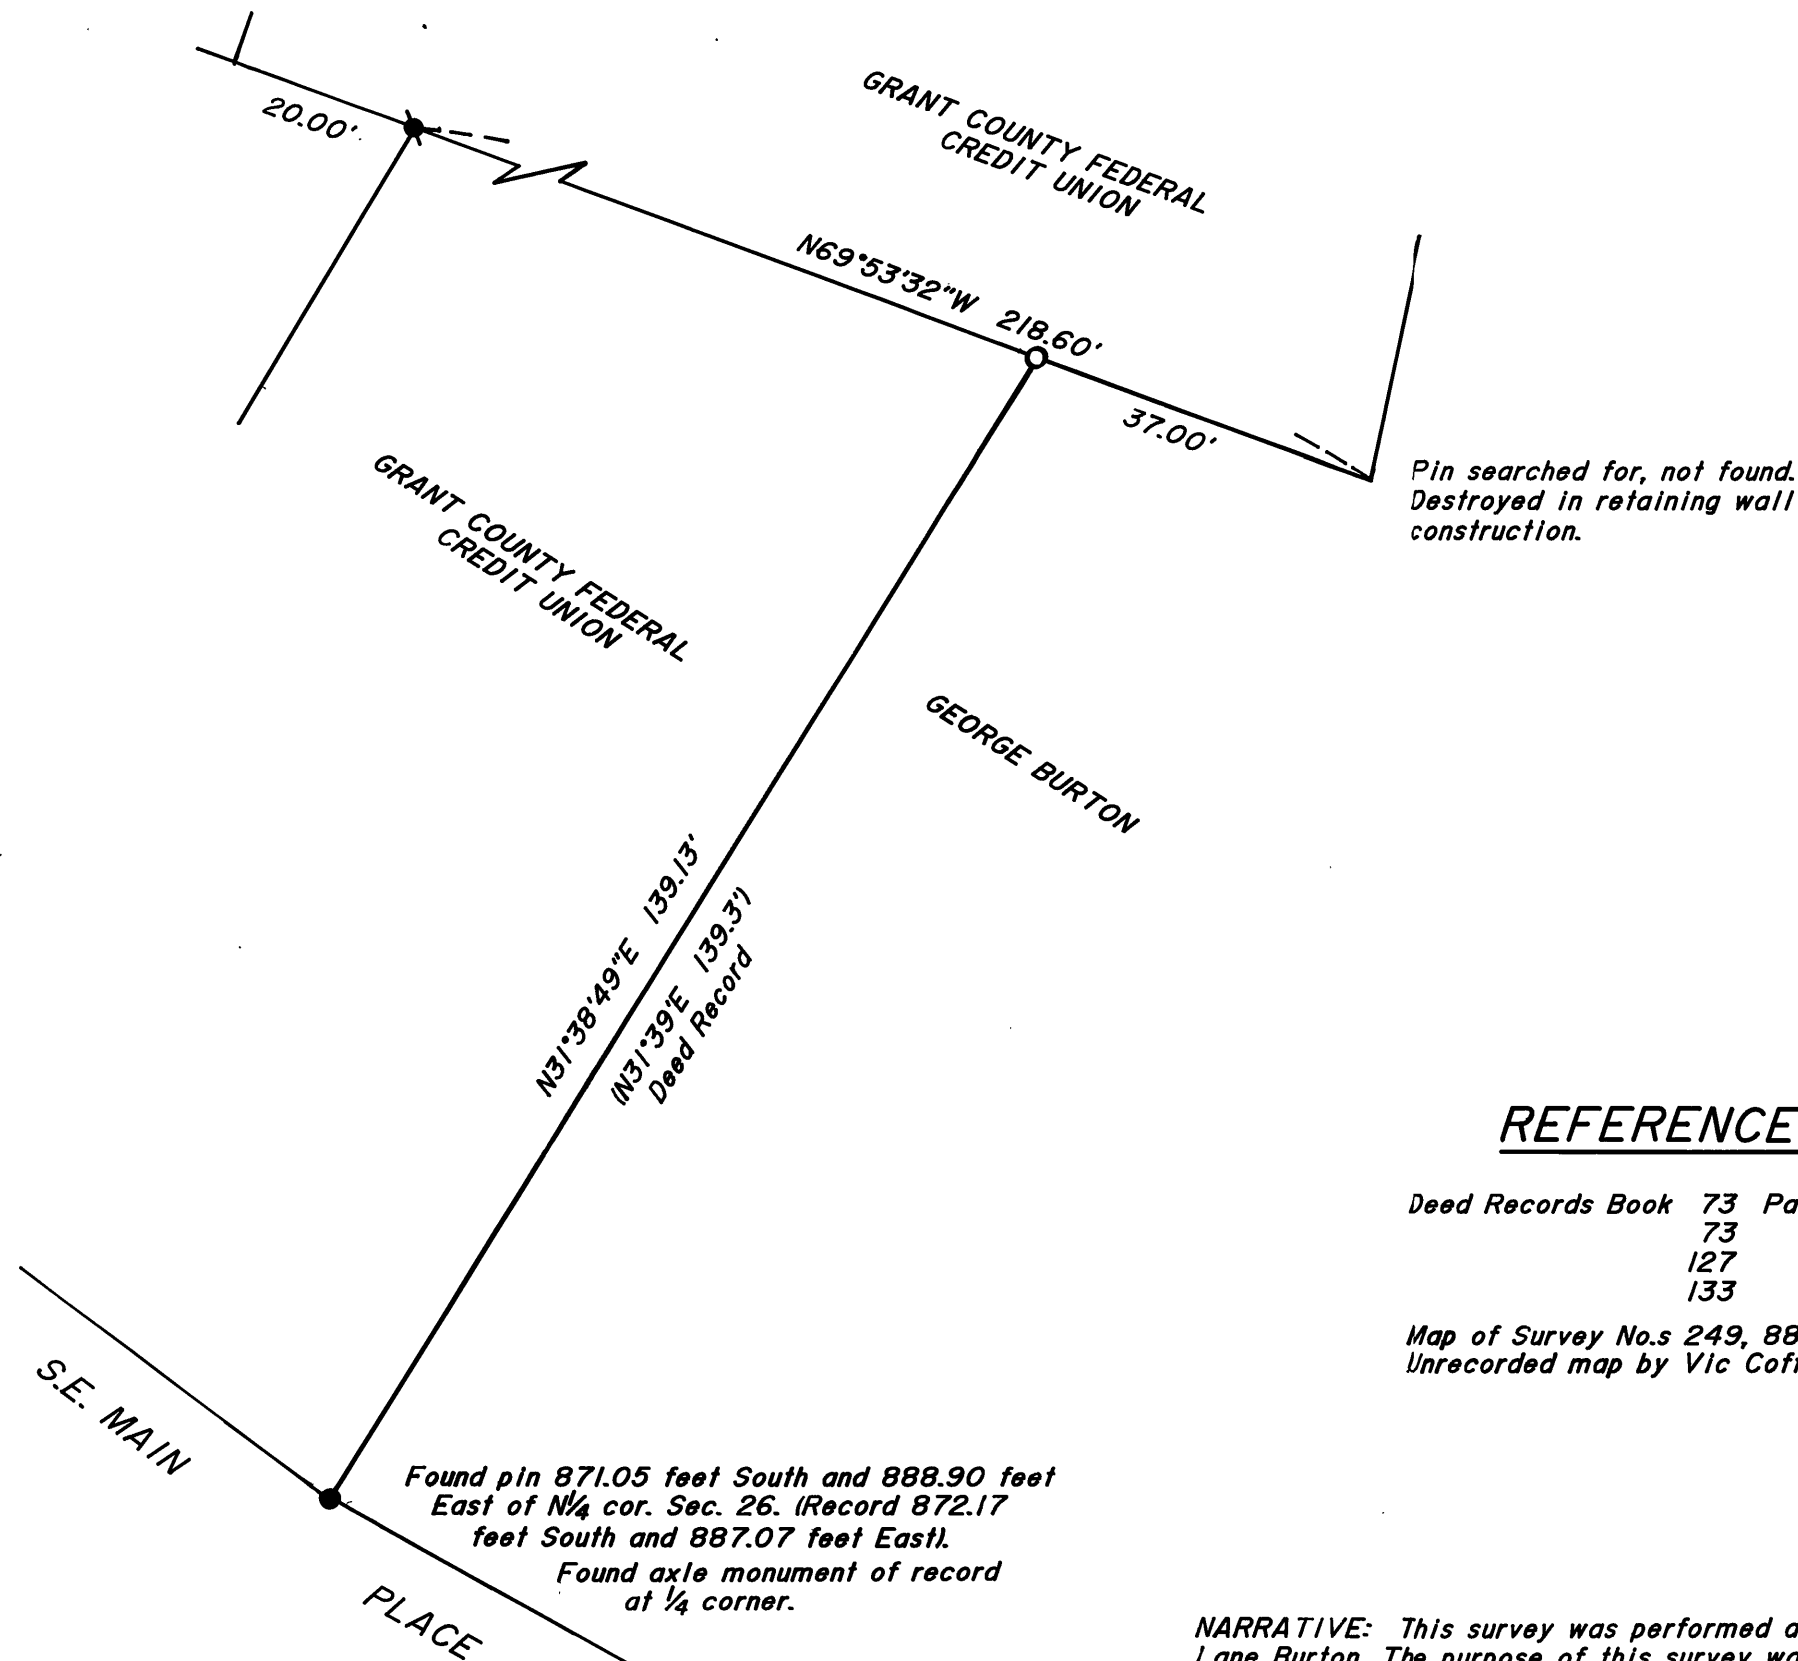 20.00'
GRANT COUNTY FEDERAL
CREDIT UNION
N69°53'32"W 218.60'
37.00'
Pin searched for, not found.
Destroyed in retaining wall
construction.
GRANT COUNTY FEDERAL
CREDIT UNION
GEORGE BURTON
N31°38'49"E 139.13'
(N31°39'E 139.3')
Deed Record
REFERENCE
Deed Records Book 73 Pa
73
127
133
Map of Survey No.s 249, 88
Unrecorded map by Vic
S.E. MAIN
PLACE
Found pin 871.05 feet South and 888.90 feet
East of N¼ cor. Sec. 26. (Record 872.17
feet South and 887.07 feet East).
Found axle monument of record
at ¼ corner.
NARRATIVE: This survey was performed a
Lane Burton. The purpose of this survey wa